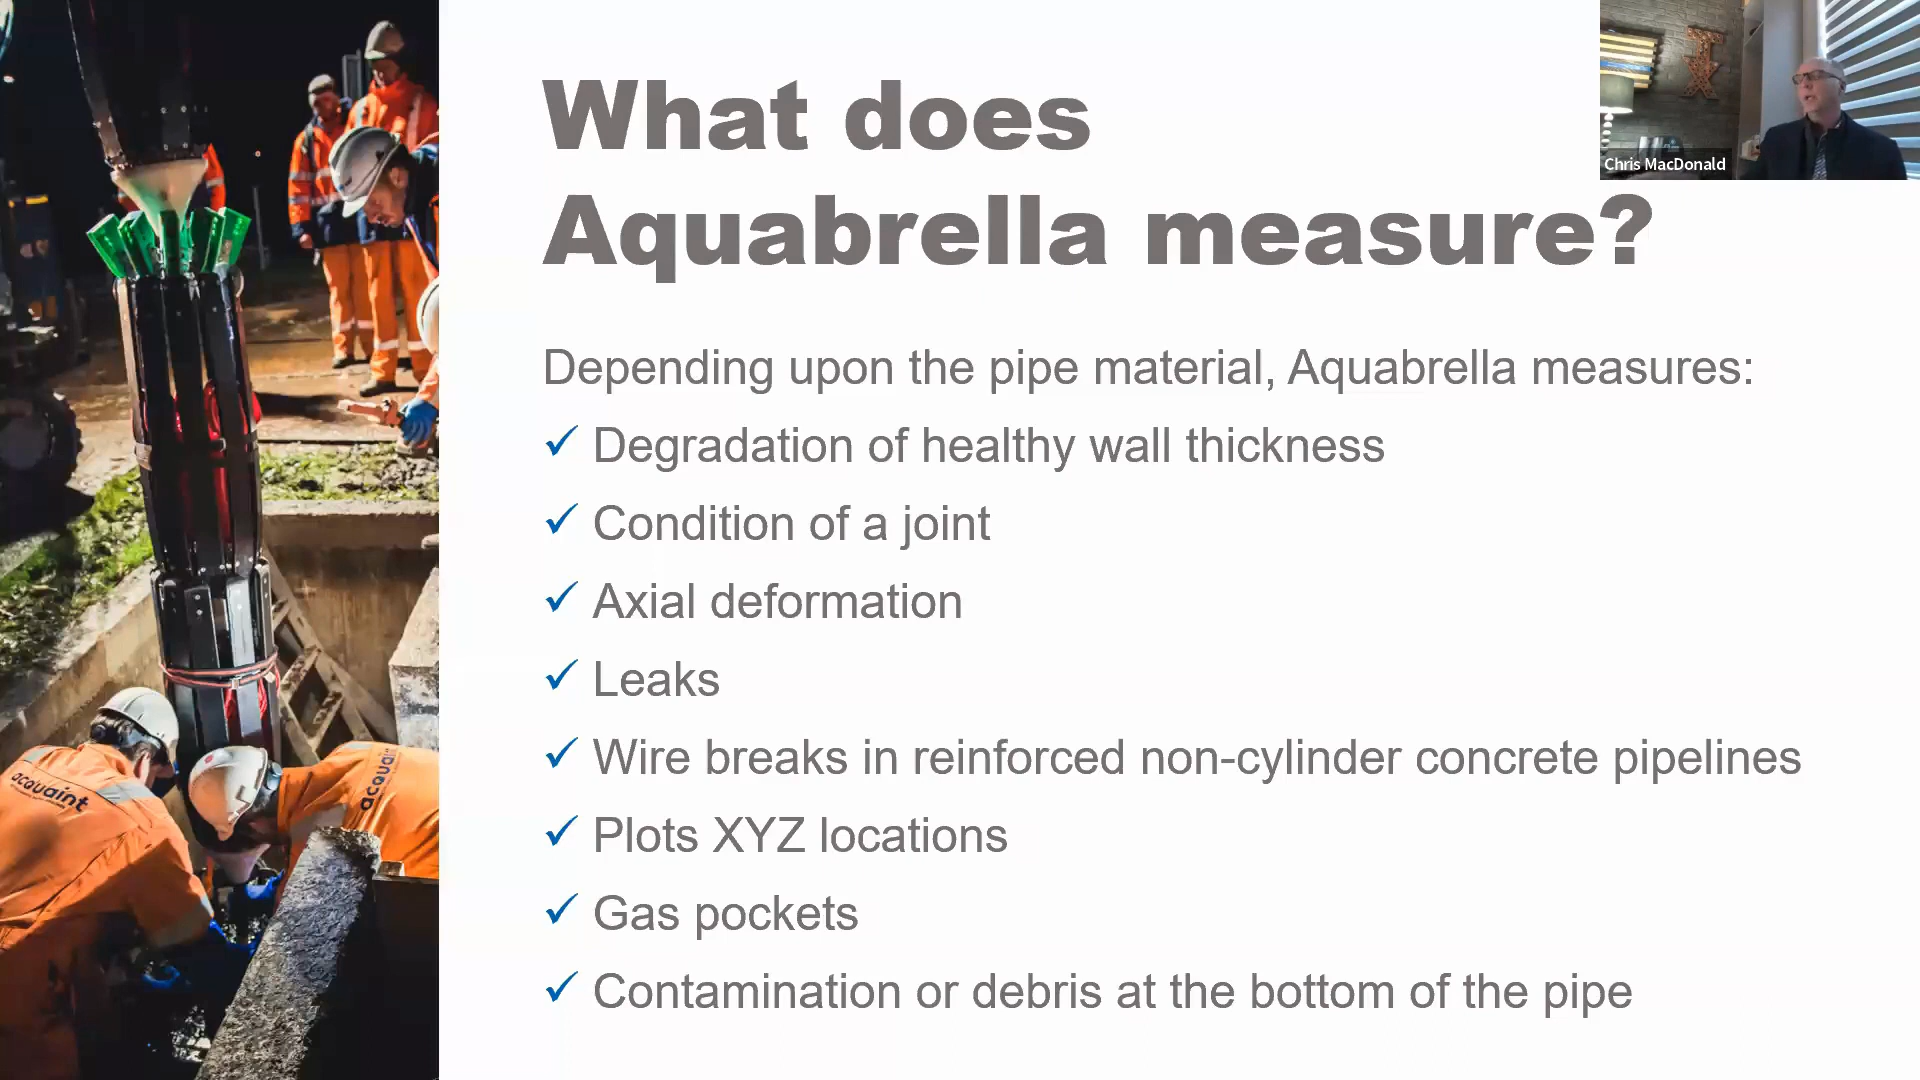 What does
Aquabrella measure?
Chris MacDonald
Depending upon the pipe material, Aquabrella measures:
✓ Degradation of healthy wall thickness
✓ Condition of a joint
✓ Axial deformation
✓ Leaks
✓ Wire breaks in reinforced non-cylinder concrete pipelines
✓ Plots XYZ locations
✓ Gas pockets
✓ Contamination or debris at the bottom of the pipe
acquaint
acquaint